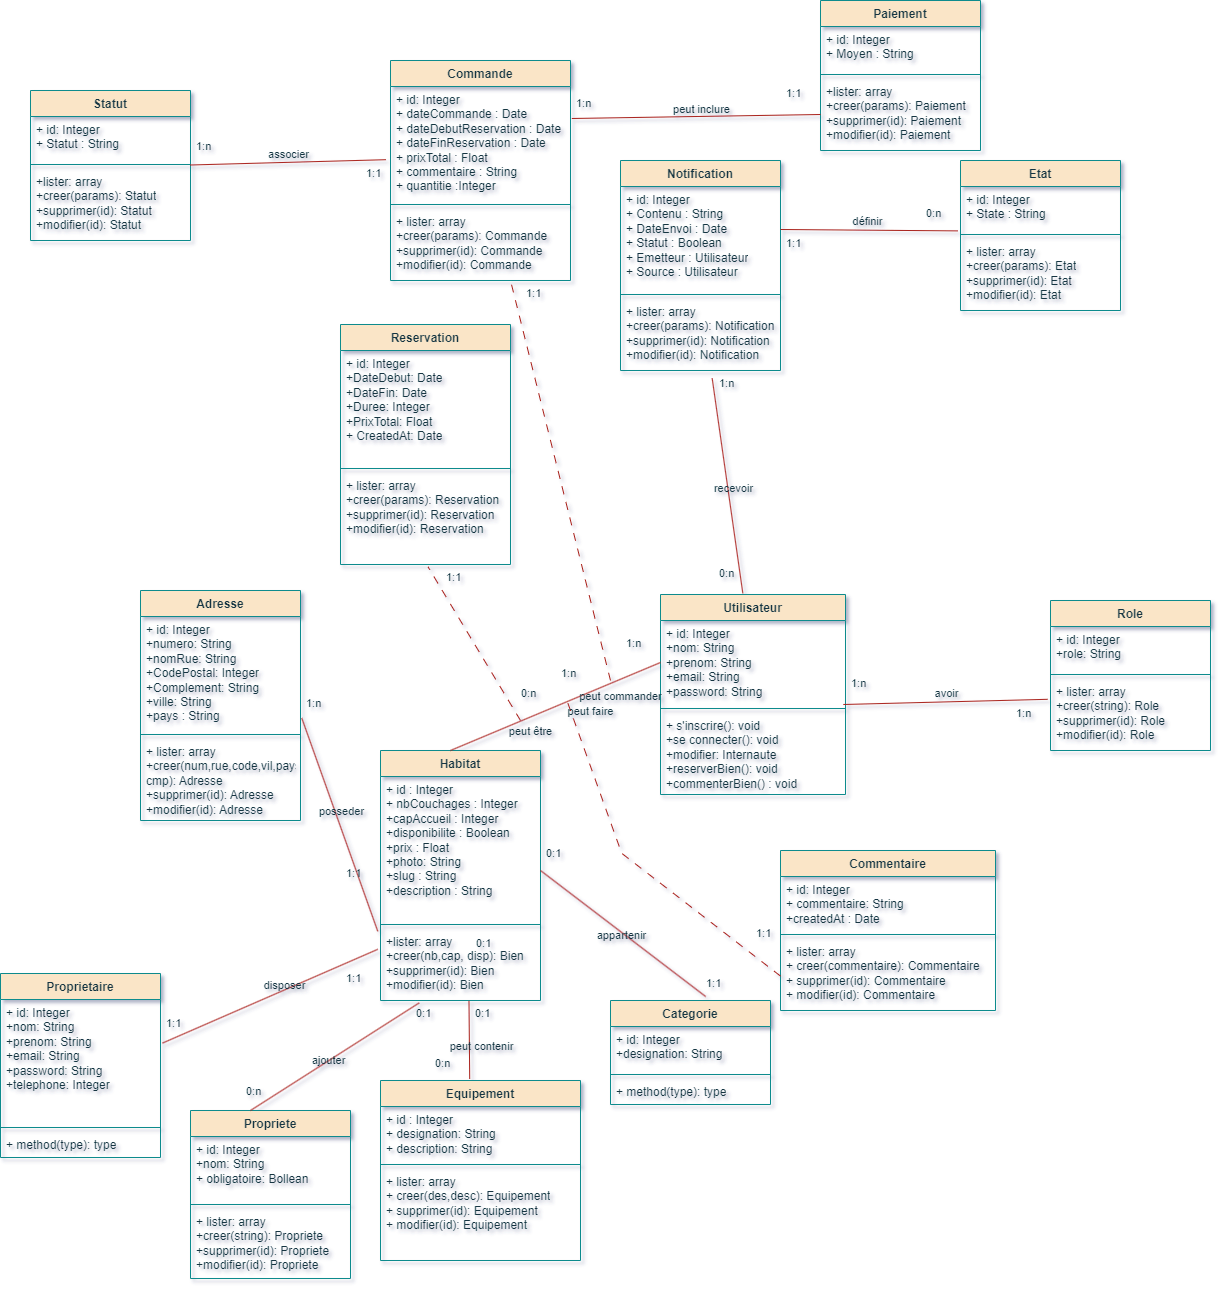 Paiement
+ id: Integer
+ Moyen : String
+lister: array
+creer(params): Paiement
+supprimer(id): Paiement
+modifier(id): Paiement
Commande
+ id: Integer
+ dateCommande : Date
+ dateDebutReservation : Date
+ dateFinReservation : Date
+ prixTotal : Float
+ commentaire : String
+ quantitie :Integer
+ lister: array
+creer(params): Commande
+supprimer(id): Commande
+modifier(id): Commande
1:n
peut inclure
1:1
Statut
+ id: Integer
+ Statut : String
+lister: array
+creer(params): Statut
+supprimer(id): Statut
+modifier(id): Statut
1:n
associer
1:1
Notification
+ id: Integer
+ Contenu : String
+ DateEnvoi : Date
+ Statut : Boolean
+ Emetteur : Utilisateur
+ Source : Utilisateur
+ lister: array
+creer(params): Notification
+supprimer(id): Notification
+modifier(id): Notification
1:1
définir
0:n
Etat
+ id: Integer
+ State : String
+ lister: array
+creer(params): Etat
+supprimer(id): Etat
+modifier(id): Etat
1:1
Reservation
+ id: Integer
+DateDebut: Date
+DateFin: Date
+Duree: Integer
+PrixTotal: Float
+ CreatedAt: Date
+ lister: array
+creer(params): Reservation
+supprimer(id): Reservation
+modifier(id): Reservation
1:1
1:n
recevoir
0:n
Adresse
+ id: Integer
+numero: String
+nomRue: String
+CodePostal: Integer
+Complement: String
+ville: String
+pays : String
+ lister: array
+creer(num,rue,code,vil,pay
cmp): Adresse
+supprimer(id): Adresse
+modifier(id): Adresse
1:n
posseder
1:1
Utilisateur
+ id: Integer
+nom: String
+prenom: String
+email: String
+password: String
+ s'inscrire(): void
+se connecter(): void
+modifier: Internaute
+reserverBien(): void
+commenterBien() : void
1:n
1:n
0:n
peut commander
peut faire
peut être
1:n
avoir
1:n
Role
+ id: Integer
+role: String
+ lister: array
+creer(string): Role
+supprimer(id): Role
+modifier(id): Role
Habitat
+ id : Integer
+ nbCouchages : Integer
+capAccueil : Integer
+disponibilite : Boolean
+prix : Float
+photo: String
+slug : String
+description : String
+lister: array
0:1
+creer(nb,cap, disp): Bien
+supprimer(id): Bien
+modifier(id): Bien
0:1
appartenir
1:1
Commentaire
+ id: Integer
+ commentaire: String
+createdAt : Date
+ lister: array
+ creer(commentaire): Commentaire
+ supprimer(id): Commentaire
+ modifier(id): Commentaire
1:1
Proprietaire
+ id: Integer
+nom: String
+prenom: String
+email: String
+password: String
+telephone: Integer
+ method(type): type
1:1
disposer
1:1
Categorie
+ id: Integer
+designation: String
+ method(type): type
0:1
ajouter
0:n
0:1
peut contenir
0:n
Propriete
+ id: Integer
+nom: String
+ obligatoire: Bollean
+ lister: array
+creer(string): Propriete
+supprimer(id): Propriete
+modifier(id): Propriete
Equipement
+ id : Integer
+ designation: String
+ description: String
+ lister: array
+ creer(des,desc): Equipement
+ supprimer(id): Equipement
+ modifier(id): Equipement